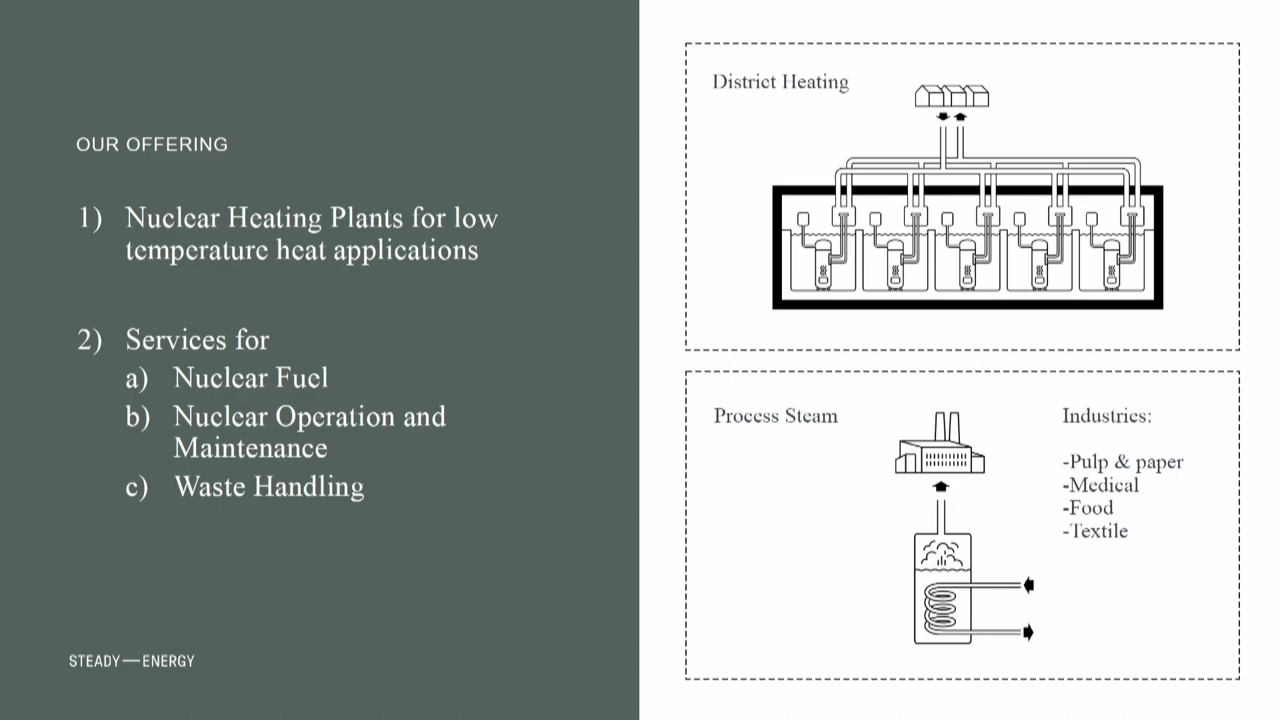 OUR OFFERING
1) Nuclear Heating Plants for low
temperature heat applications
2) Services for
a) Nuclear Fuel
b) Nuclear Operation and
Maintenance
c) Waste Handling
STEADY—ENERGY
District Heating
Process Steam
Industries:
-Pulp & paper
-Medical
-Food
-Textile